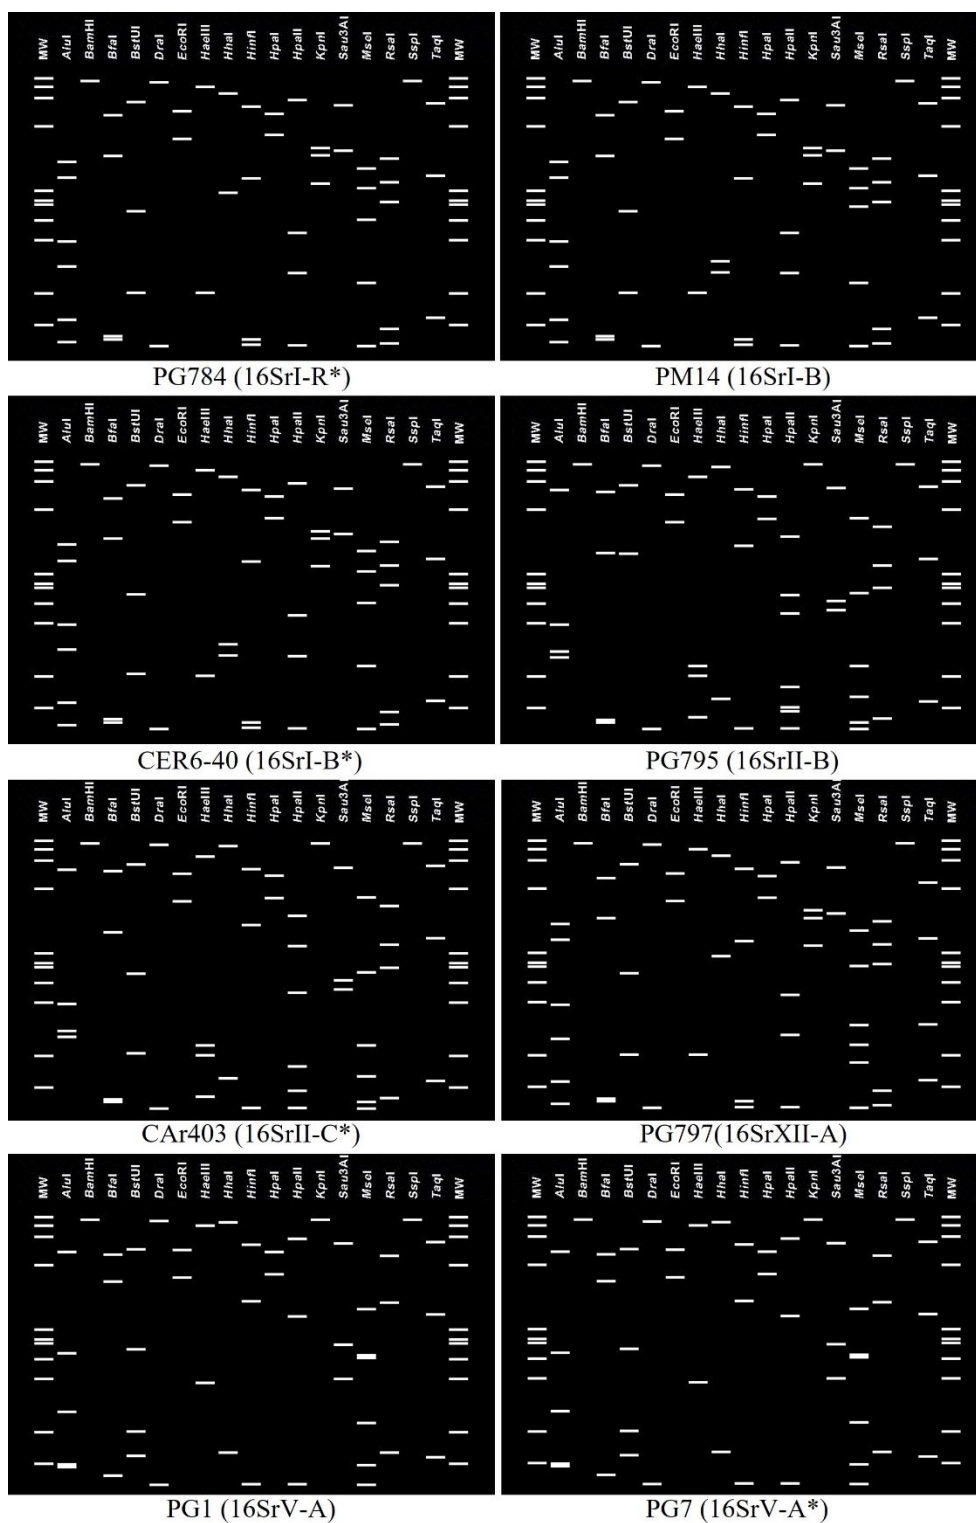 MW AluI BamHI BfaI BstUI DraI EcoRI HaeIII HhaI HinfI HpaI HpaII KpnI Sau3AI MseI RsaI SspI TaqI MW
MW AluI BamHI BfaI BstUI DraI EcoRI HaeIII HhaI HinfI HpaI HpaII KpnI Sau3AI MseI RsaI SspI TaqI MW
PG784 (16SrI-R*)
PM14 (16SrI-B)
MW AluI BamHI BfaI BstUI DraI EcoRI HaeIII HhaI HinfI HpaI HpaII KpnI Sau3AI MseI RsaI SspI TaqI MW
MW AluI BamHI BfaI BstUI DraI EcoRI HaeIII HhaI HinfI HpaI HpaII KpnI Sau3AI MseI RsaI SspI TaqI MW
CER6-40 (16SrI-B*)
PG795 (16SrII-B)
MW AluI BamHI BfaI BstUI DraI EcoRI HaeIII HhaI HinfI HpaI HpaII KpnI Sau3AI MseI RsaI SspI TaqI MW
MW AluI BamHI BfaI BstUI DraI EcoRI HaeIII HhaI HinfI HpaI HpaII KpnI Sau3AI MseI RsaI SspI TaqI MW
CAr403 (16SrII-C*)
PG797(16SrXII-A)
MW AluI BamHI BfaI BstUI DraI EcoRI HaeIII HhaI HinfI HpaI HpaII KpnI Sau3AI MseI RsaI SspI TaqI MW
MW AluI BamHI BfaI BstUI DraI EcoRI HaeIII HhaI HinfI HpaI HpaII KpnI Sau3AI MseI RsaI SspI TaqI MW
PG1 (16SrV-A)
PG7 (16SrV-A*)